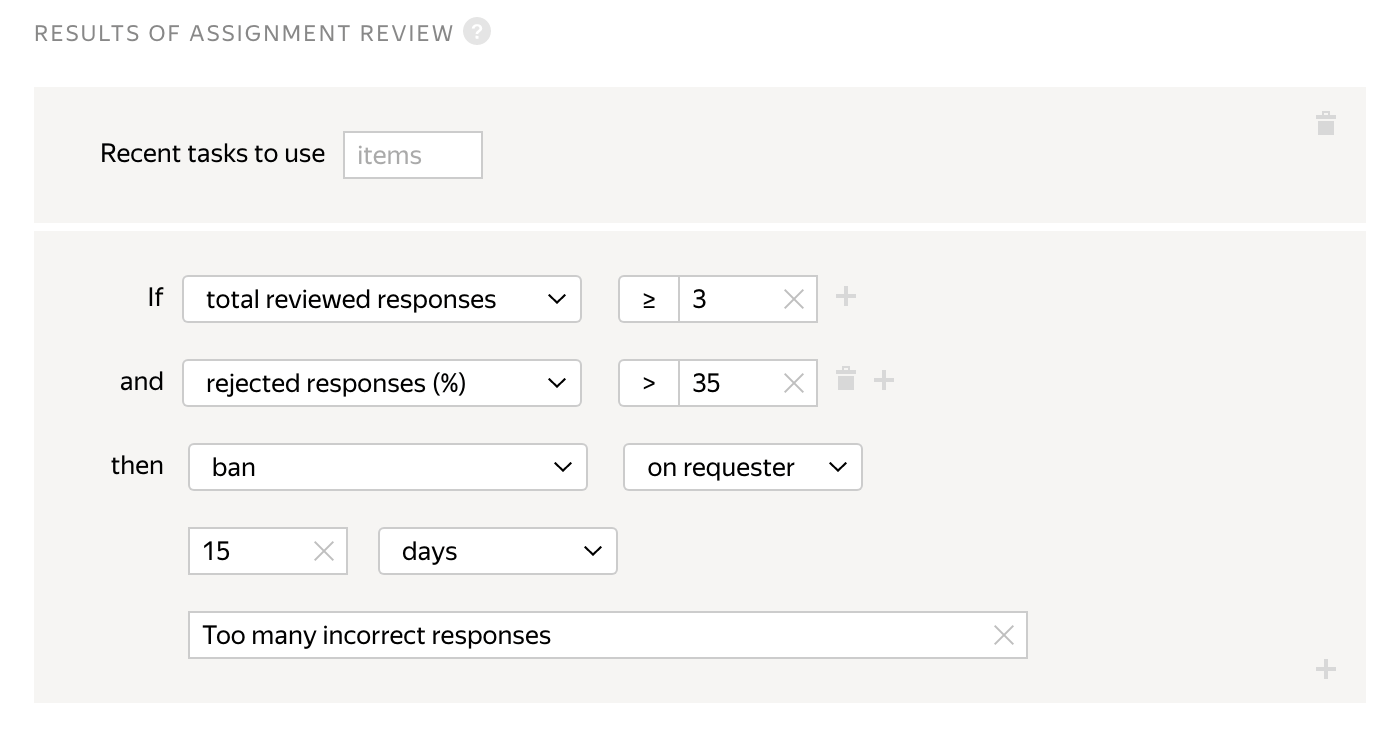 RESULTS OF ASSIGNMENT REVIEW ?
Recent tasks to use items
If total reviewed responses ≥ 3
and rejected responses (%) > 35
then ban on requester
15 days
Too many incorrect responses